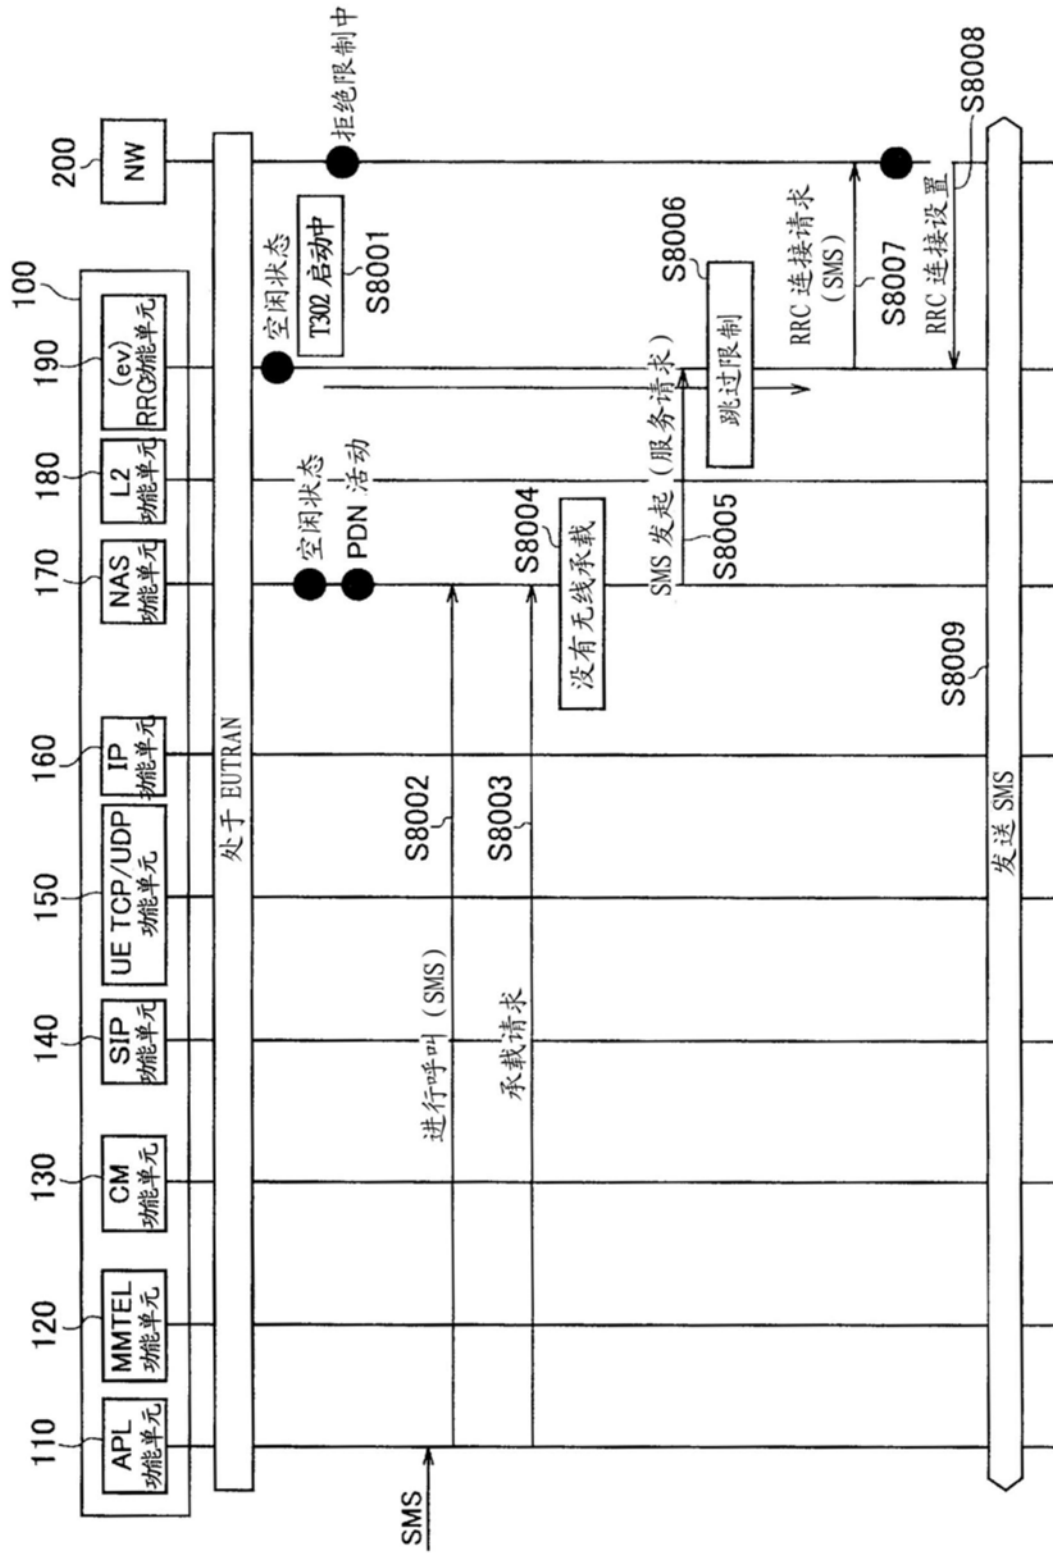 100
110
120
130
140
150
160
170
180
190
200
APL
功能单元
MMTEL
功能单元
CM
功能单元
SIP
功能单元
UE TCP/UDP
功能单元
IP
功能单元
NAS
功能单元
L2
功能单元
(ev)
RRC功能单元
NW
处于 EUTRAN
空闲状态
空闲状态
T302 启动中
S8001
拒绝限制中
PDN 活动
SMS
进行呼叫 (SMS)
S8002
承载请求
S8003
S8004
没有无线承载
SMS 发起 (服务请求)
S8005
S8006
跳过限制
RRC 连接请求
(SMS)
S8007
RRC 连接设置
S8008
S8009
发送 SMS